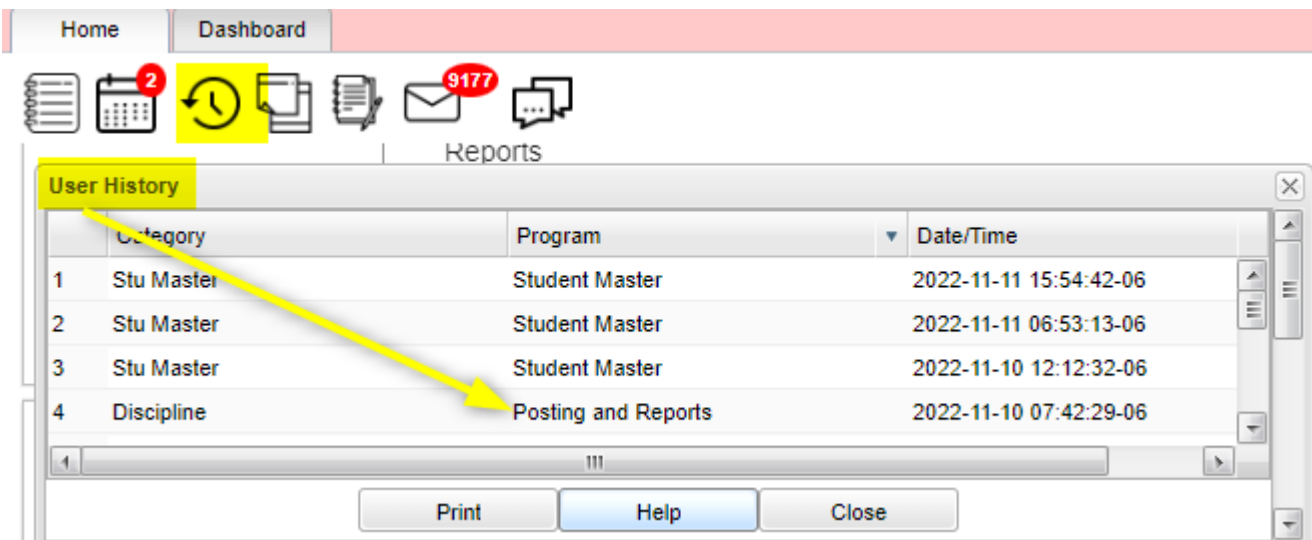 Home Dashboard
2 9177
Reports
User History
Category Program Date/Time
1 Stu Master Student Master 2022-11-11 15:54:42-06
2 Stu Master Student Master 2022-11-11 06:53:13-06
3 Stu Master Student Master 2022-11-10 12:12:32-06
4 Discipline Posting and Reports 2022-11-10 07:42:29-06
Print Help Close